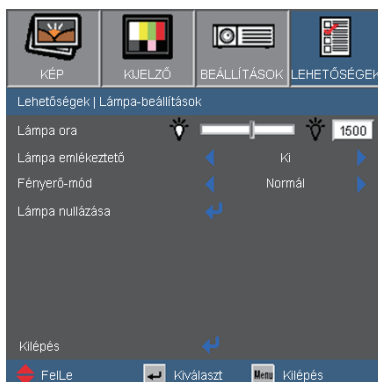 KÉP KIJELZŐ BEÁLLÍTÁSOK LEHETŐSÉGEK
Lehetőségek | Lámpa-beállítások
Lámpa ora 1500
Lámpa emlékeztető Ki
Fényerő-mód Normál
Lámpa nullázása
Kilépés
FelLe Kiválaszt Menu Kilépés